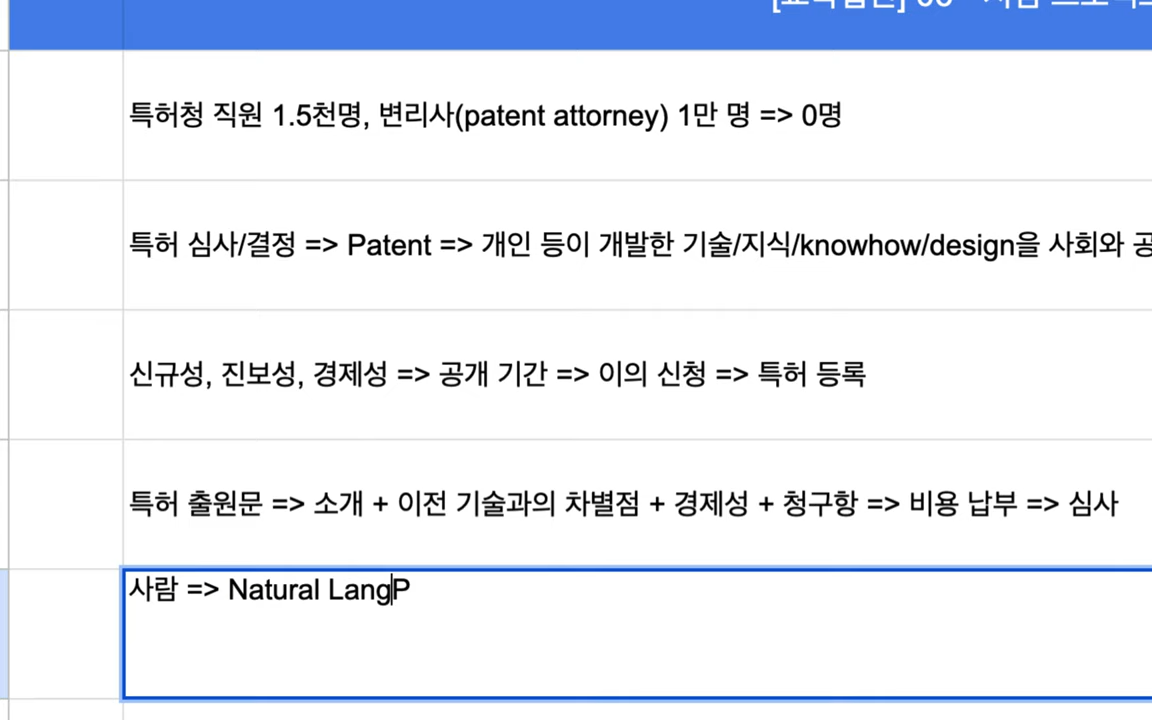 특허청 직원 1.5천명, 변리사(patent attorney) 1만 명 => 0명
특허 심사/결정 => Patent => 개인 등이 개발한 기술/지식/knowhow/design을 사회와
신규성, 진보성, 경제성 => 공개 기간 => 이의 신청 => 특허 등록
특허 출원문 => 소개 + 이전 기술과의 차별점 + 경제성 + 청구항 => 비용 납부 => 심사
사람 => Natural LangP